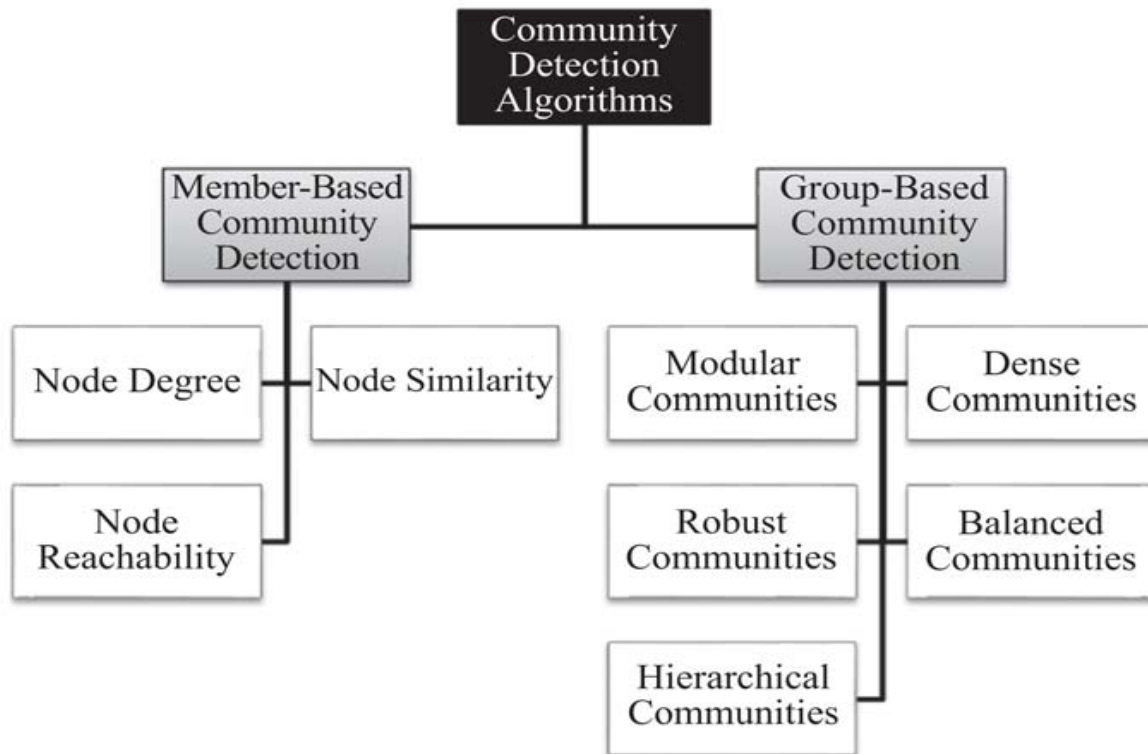 Community
Detection
Algorithms
Member-Based
Community
Detection
Group-Based
Community
Detection
Node Degree
Node Similarity
Node
Reachability
Modular
Communities
Dense
Communities
Robust
Communities
Balanced
Communities
Hierarchical
Communities